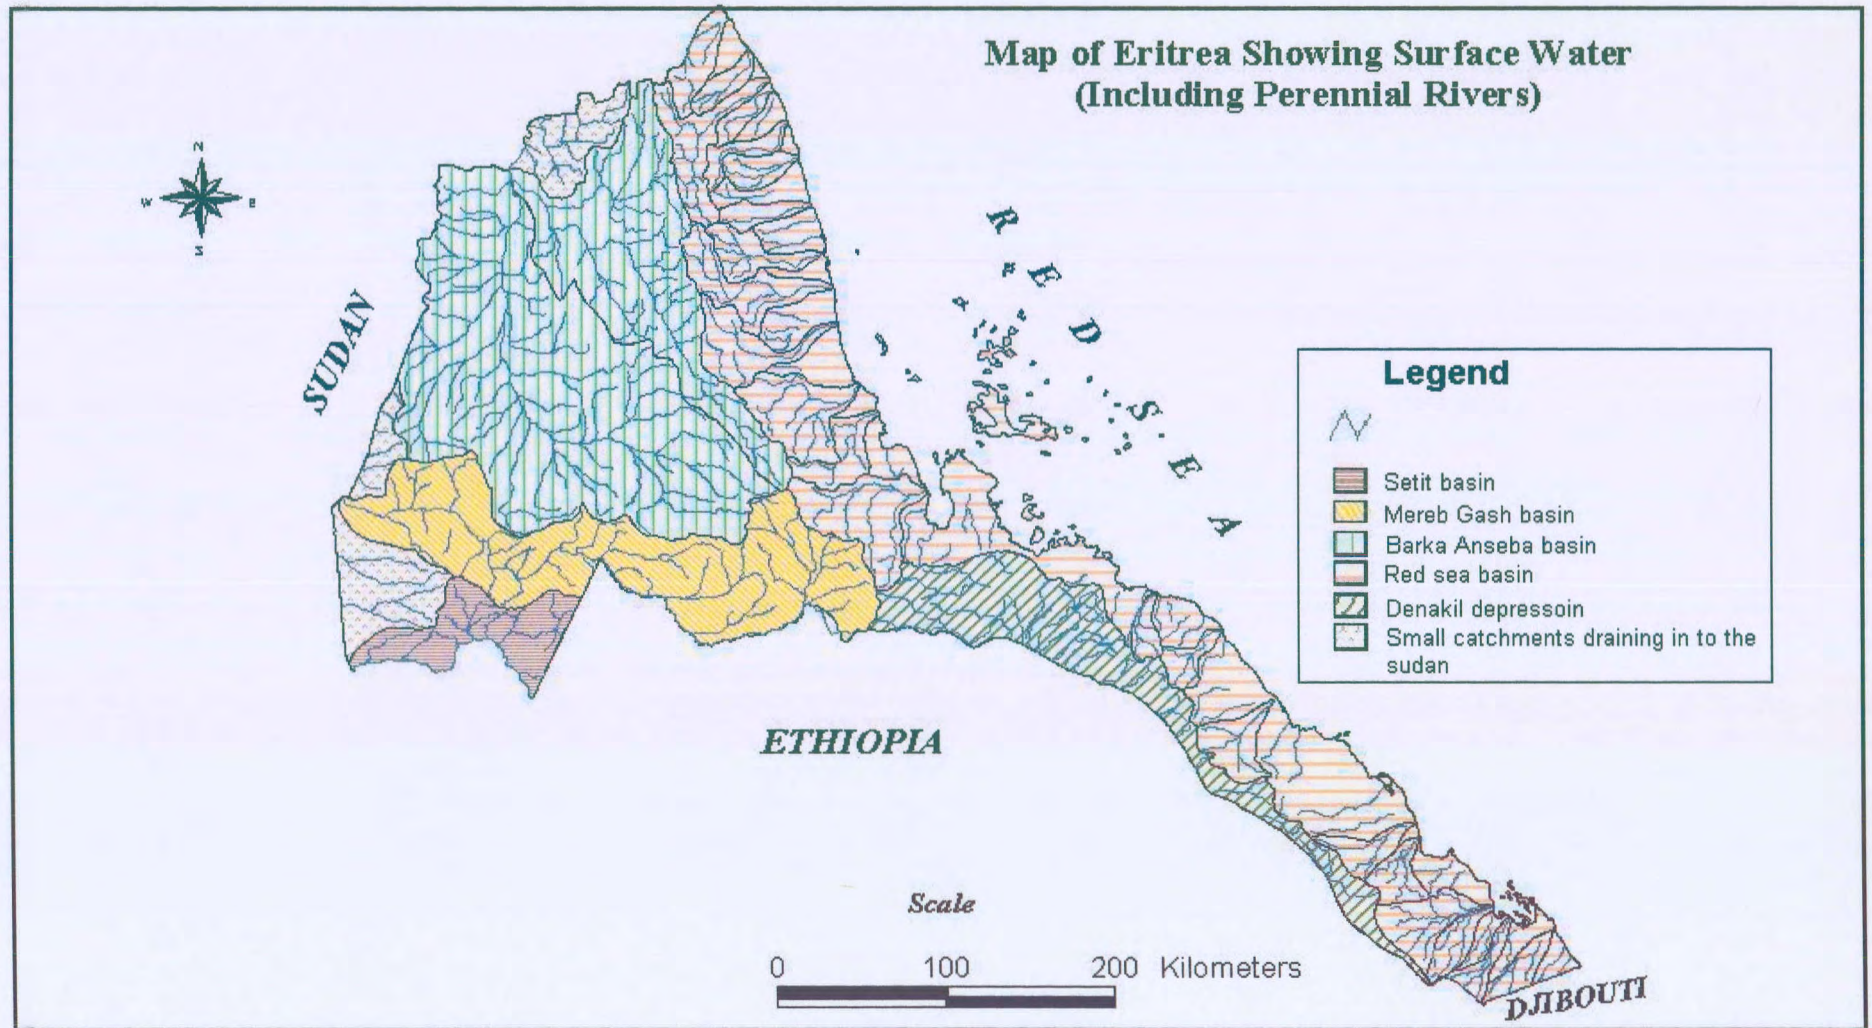 Map of Eritrea Showing Surface Water
(Including Perennial Rivers)
N
W
E
S
SUDAN
RED SEA
Legend
Setit basin
Mereb Gash basin
Barka Anseba basin
Red sea basin
Denakil depressoin
Small catchments draining in to the
sudan
ETHIOPIA
Scale
0 100 200 Kilometers
DJIBOUTI